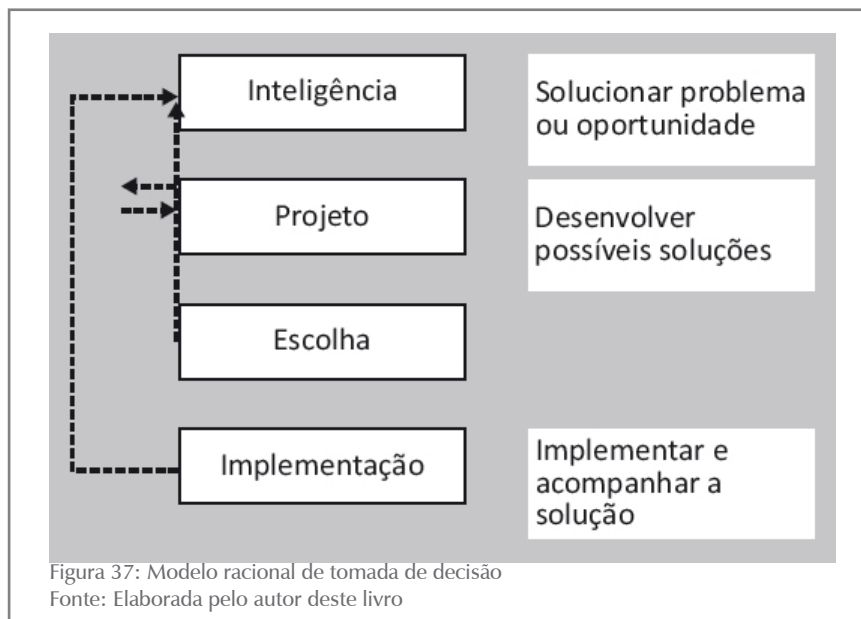 Inteligência
Solucionar problema
ou oportunidade
Projeto
Desenvolver
possíveis soluções
Escolha
Implementação
Implementar e
acompanhar a
solução
Figura 37: Modelo racional de tomada de decisão
Fonte: Elaborada pelo autor deste livro